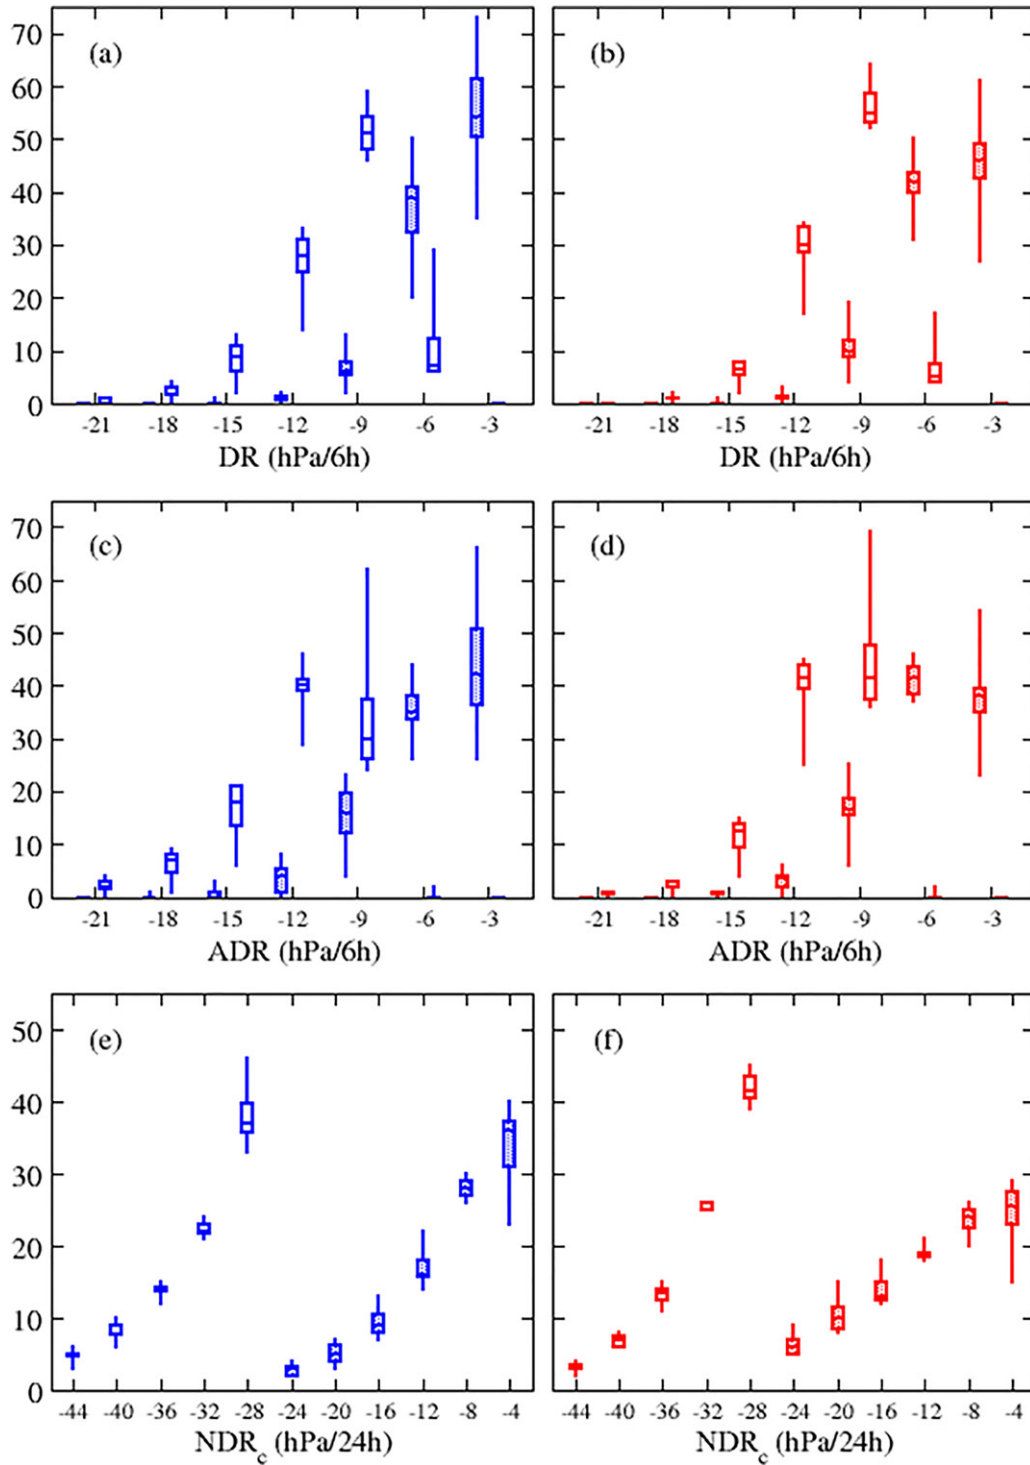 (a) (b)
70
60
50
40
30
20
10
0
-21 -18 -15 -12 -9 -6 -3 -21 -18 -15 -12 -9 -6 -3
DR (hPa/6h) DR (hPa/6h)
(c) (d)
70
60
50
40
30
20
10
0
-21 -18 -15 -12 -9 -6 -3 -21 -18 -15 -12 -9 -6 -3
ADR (hPa/6h) ADR (hPa/6h)
(e) (f)
50
40
30
20
10
0
-44 -40 -36 -32 -28 -24 -20 -16 -12 -8 -4 -44 -40 -36 -32 -28 -24 -20 -16 -12 -8 -4
NDRc (hPa/24h) NDRc (hPa/24h)